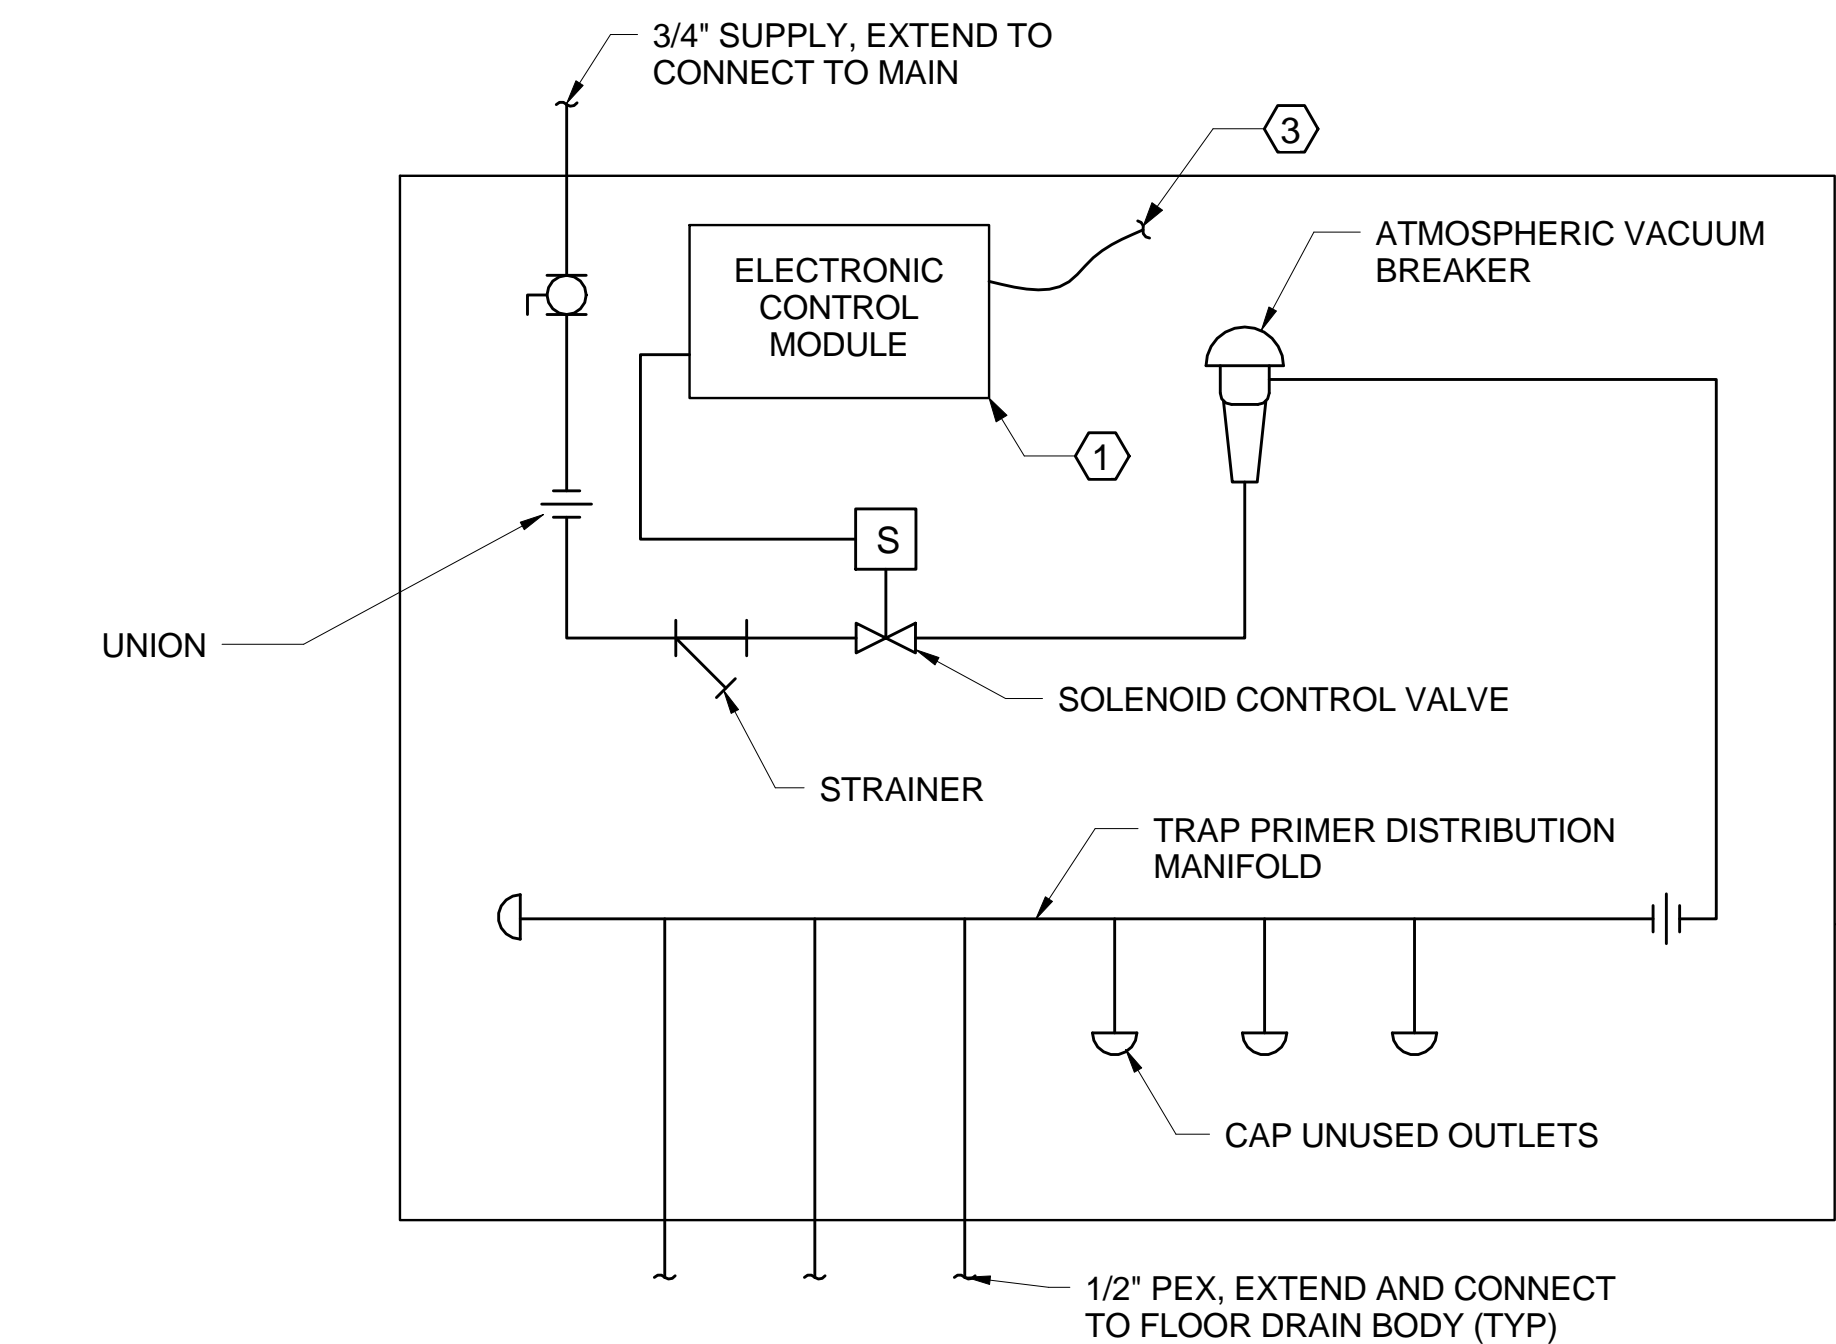 3/4" SUPPLY, EXTEND TO
CONNECT TO MAIN
3
ATMOSPHERIC VACUUM
BREAKER
ELECTRONIC
CONTROL
MODULE
1
S
UNION
SOLENOID CONTROL VALVE
STRAINER
TRAP PRIMER DISTRIBUTION
MANIFOLD
CAP UNUSED OUTLETS
1/2" PEX, EXTEND AND CONNECT
TO FLOOR DRAIN BODY (TYP)